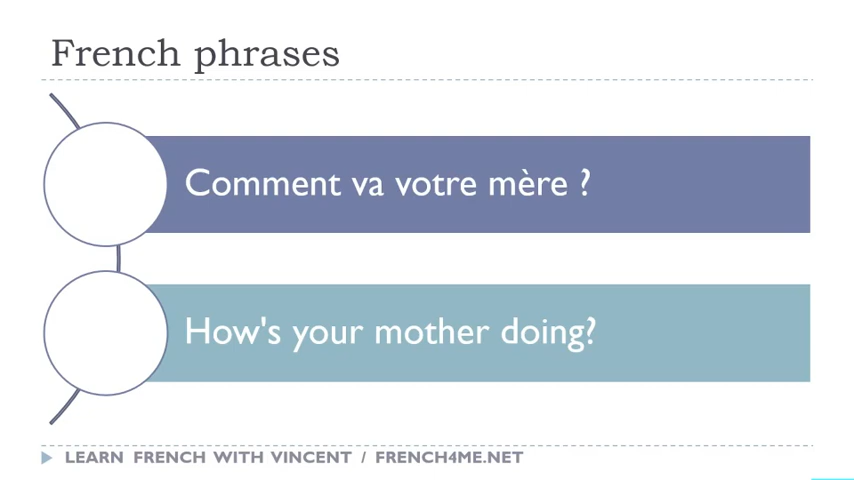 French phrases
Comment va votre mère ?
How's your mother doing?
LEARN FRENCH WITH VINCENT / FRENCH4ME.NET